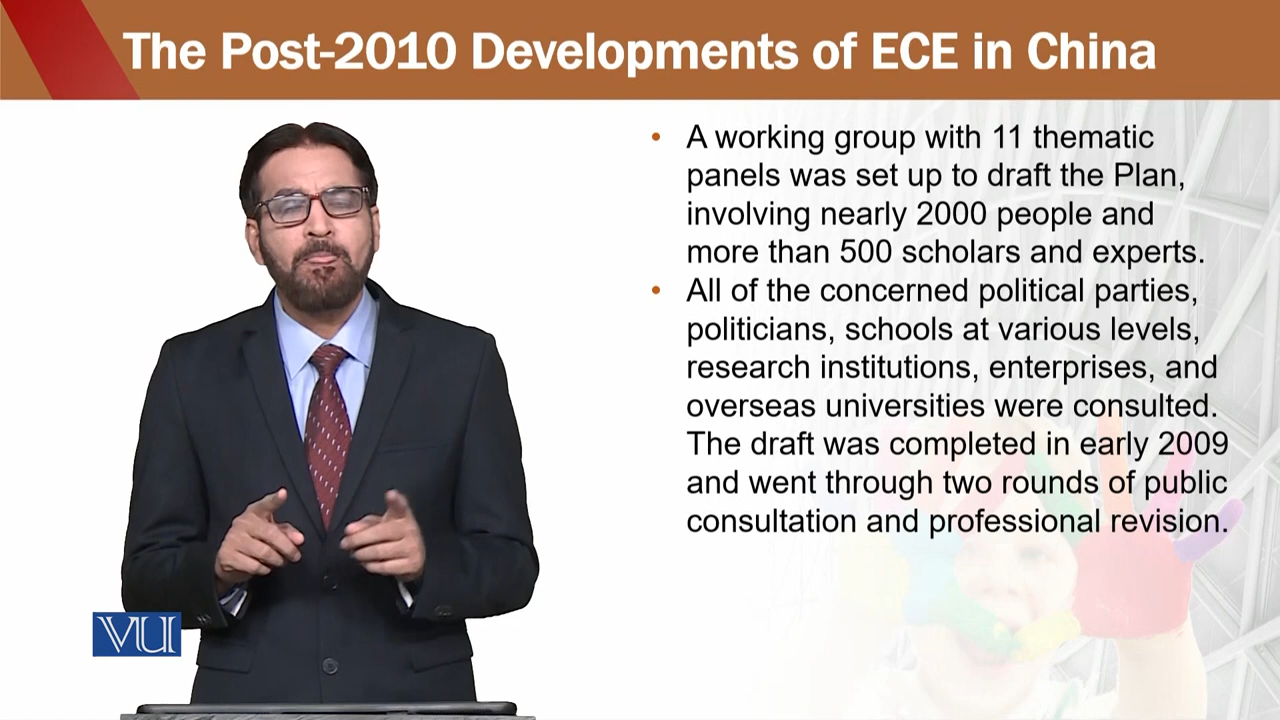 The Post-2010 Developments of ECE in China
• A working group with 11 thematic
panels was set up to draft the Plan,
involving nearly 2000 people and
more than 500 scholars and experts.
• All of the concerned political parties,
politicians, schools at various levels,
research institutions, enterprises, and
overseas universities were consulted.
The draft was completed in early 2009
and went through two rounds of public
consultation and professional revision.
VU